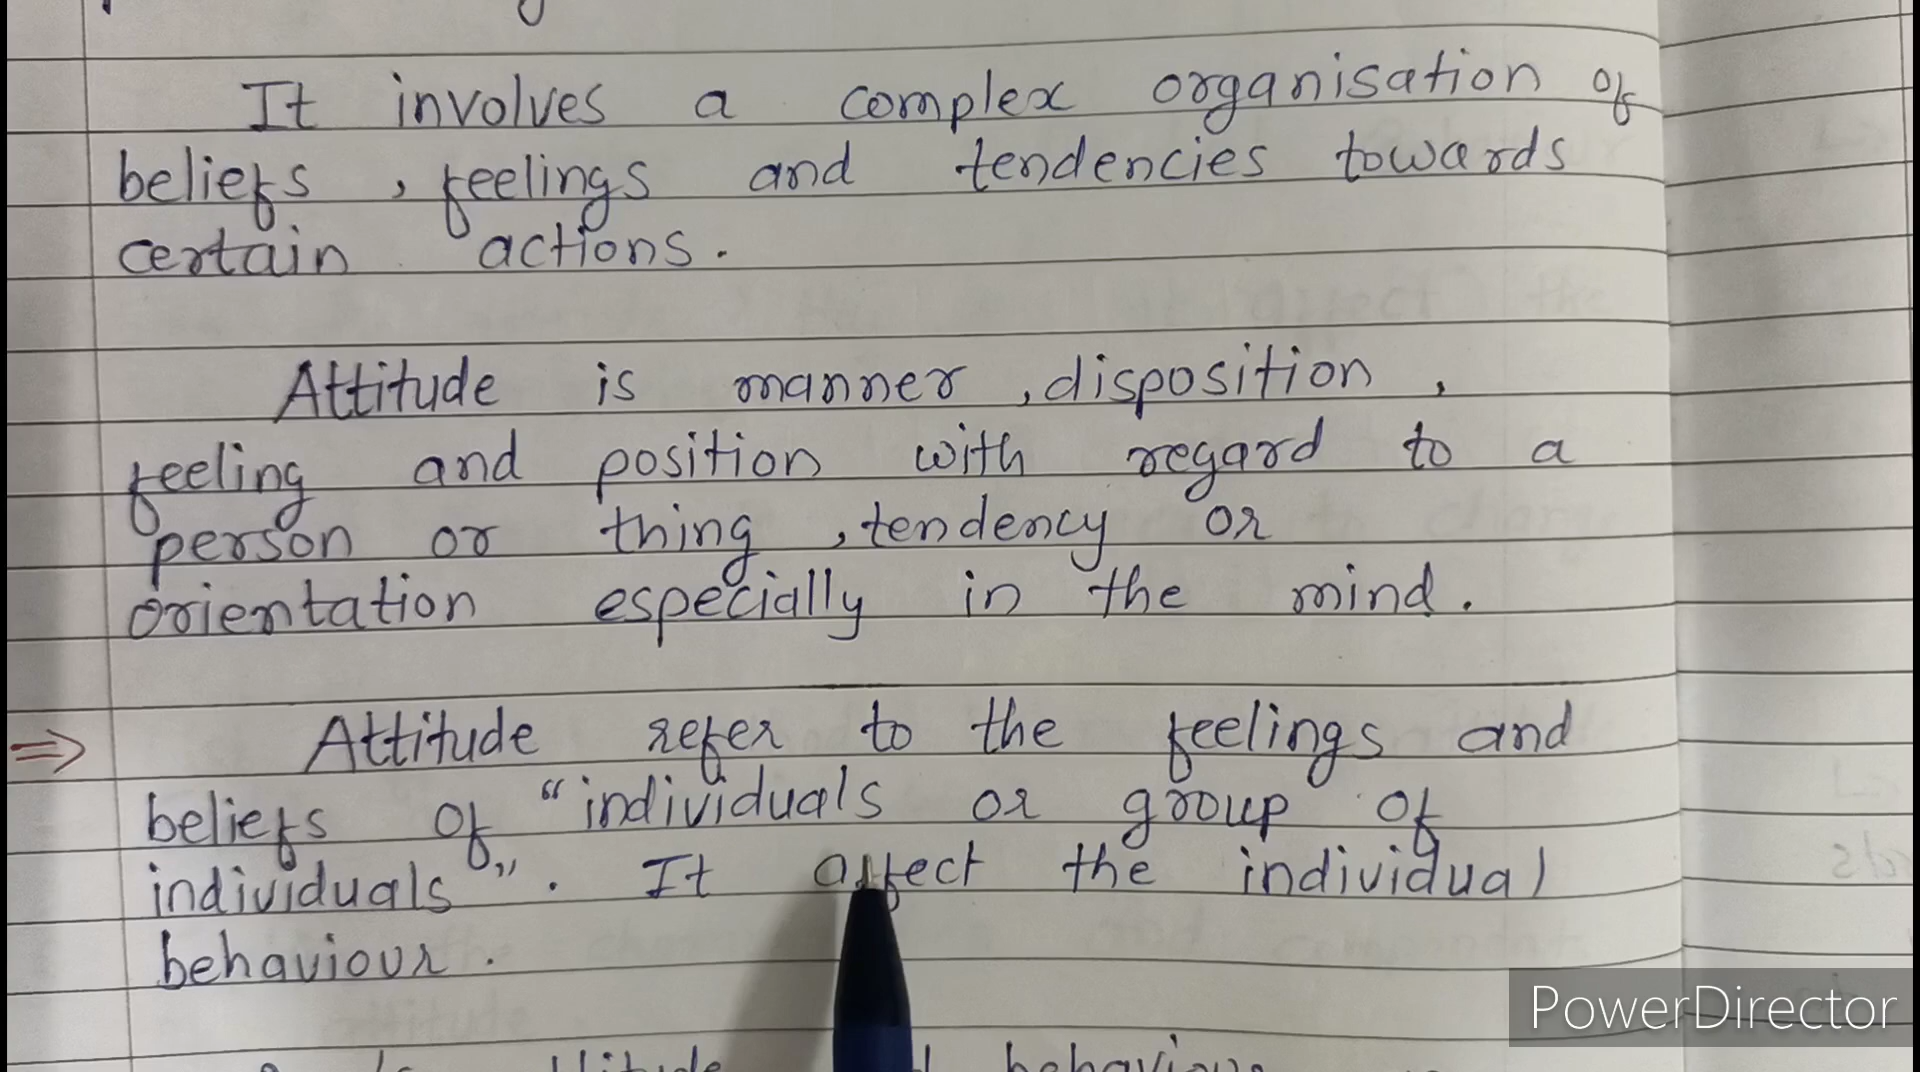 It involves a complex organisation of
beliefs , feelings and tendencies towards
certain actions .
Attitude is manner , disposition ,
feeling and position with regard to a
person or thing , tendency or
orientation especially in the mind .
⇒ Attitude refer to the feelings and
beliefs of "individuals or group of
individuals" . It affect the individual
behaviour .
behaviour
PowerDirector